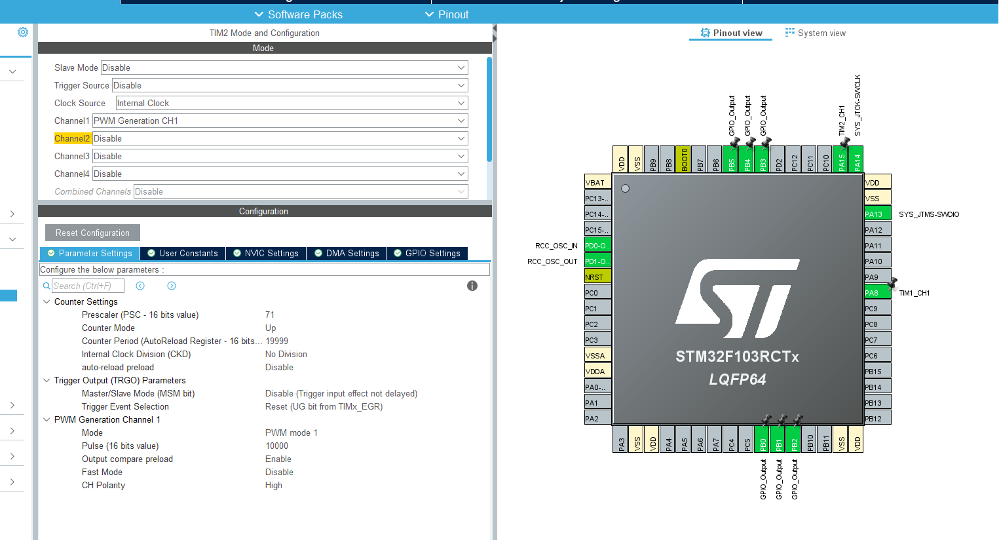 Software Packs
Pinout
TIM2 Mode and Configuration
Mode
Slave Mode Disable
Trigger Source Disable
Clock Source Internal Clock
Channel1 PWM Generation CH1
Channel2 Disable
Channel3 Disable
Channel4 Disable
Combined Channels Disable
Configuration
Reset Configuration
Parameter Settings
User Constants
NVIC Settings
DMA Settings
GPIO Settings
Configure the below parameters :
Search (Ctrl+F)
Counter Settings
Prescaler (PSC - 16 bits value) 71
Counter Mode Up
Counter Period (AutoReload Register - 16 bits... 19999
Internal Clock Division (CKD) No Division
auto-reload preload Disable
Trigger Output (TRGO) Parameters
Master/Slave Mode (MSM bit) Disable (Trigger input effect not delayed)
Trigger Event Selection Reset (UG bit from TIMx_EGR)
PWM Generation Channel 1
Mode PWM mode 1
Pulse (16 bits value) 10000
Output compare preload Enable
Fast Mode Disable
CH Polarity High
Pinout view
System view
GPIO_Output
GPIO_Output
GPIO_Output
TIM2_CH1
SYS_JTCK-SWCLK
VDD
VSS
PB9
PB8
BOOT0
PB7
PB6
PB5
PB4
PB3
PD2
PC12
PC11
PC10
PA15
PA14
VBAT
PC13-..
PC14-..
PC15-..
RCC_OSC_IN PD0-O..
RCC_OSC_OUT PD1-O..
NRST
PC0
PC1
PC2
PC3
VSSA
VDDA
PA0-..
PA1
PA2
STM32F103RCTx
LQFP64
VDD
VSS
PA13 SYS_JTMS-SWDIO
PA12
PA11
PA10
PA9
PA8 TIM1_CH1
PC9
PC8
PC7
PC6
PB15
PB14
PB13
PB12
PA3
VSS
VDD
PA4
PA5
PA6
PA7
PC4
PC5
PB0
PB1
PB2
PB10
PB11
VSS
VDD
GPIO_Output
GPIO_Output
GPIO_Output